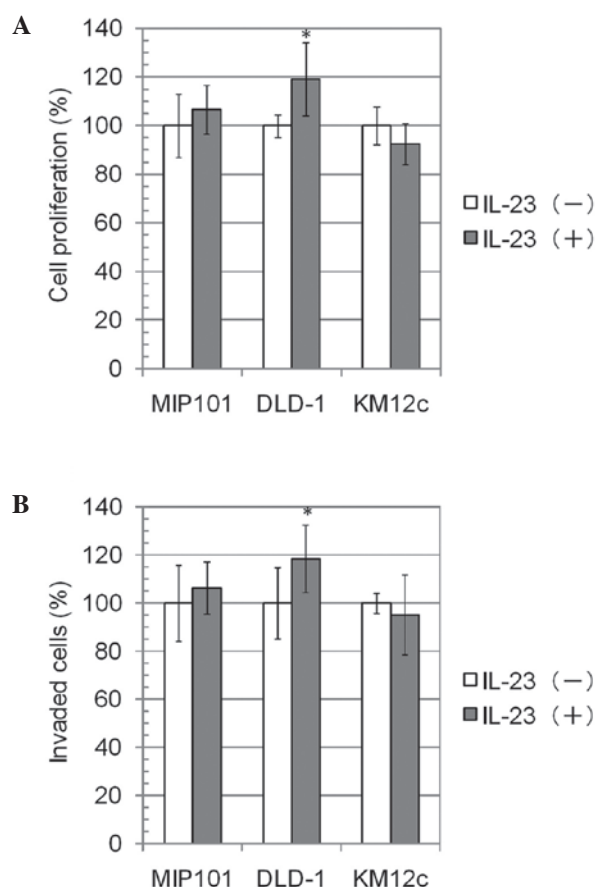 A
Cell proliferation (%)
140
120
100
80
60
40
20
0
*
MIP101 DLD-1 KM12c
IL-23 (−)
IL-23 (+)
B
Invaded cells (%)
140
120
100
80
60
40
20
0
*
MIP101 DLD-1 KM12c
IL-23 (−)
IL-23 (+)